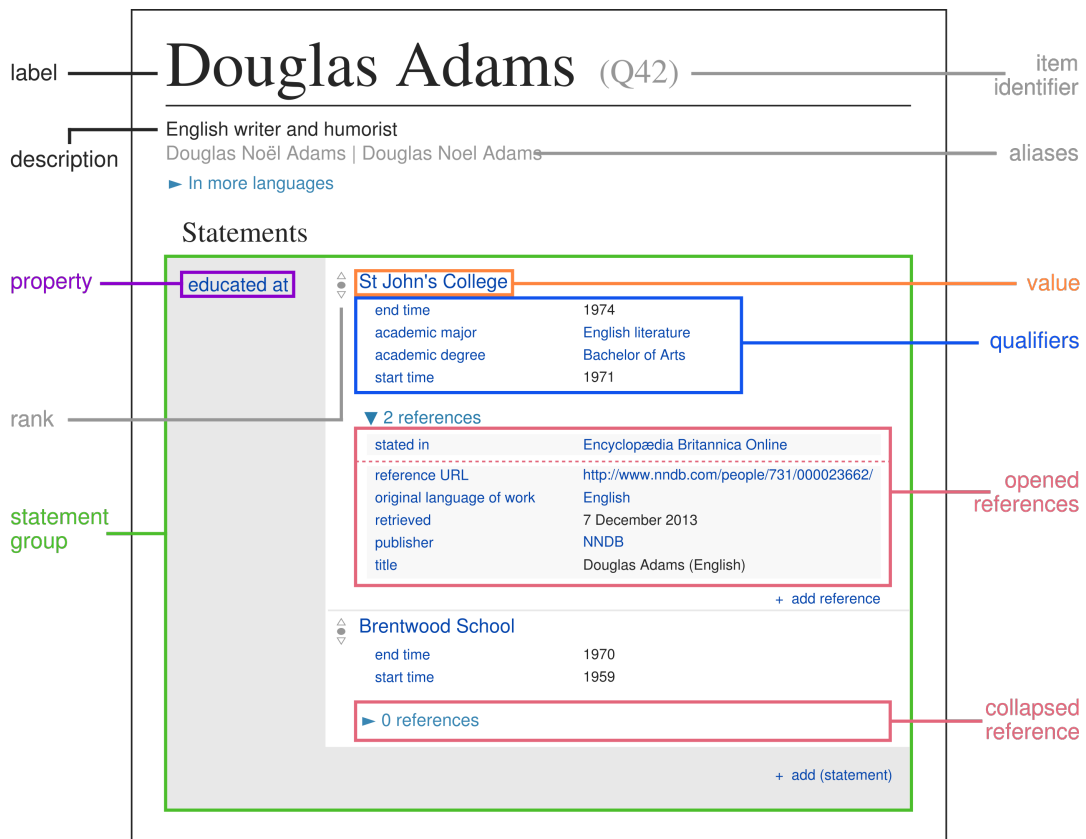 label
Douglas Adams (Q42)
item
identifier
description
English writer and humorist
Douglas Noël Adams | Douglas Noel Adams
aliases
► In more languages
Statements
property
educated at
St John's College
value
end time 1974
academic major English literature
academic degree Bachelor of Arts
start time 1971
qualifiers
rank
▼ 2 references
stated in Encyclopædia Britannica Online
reference URL http://www.nndb.com/people/731/000023662/
original language of work English
retrieved 7 December 2013
publisher NNDB
title Douglas Adams (English)
opened
references
statement
group
+ add reference
Brentwood School
end time 1970
start time 1959
► 0 references
collapsed
reference
+ add (statement)